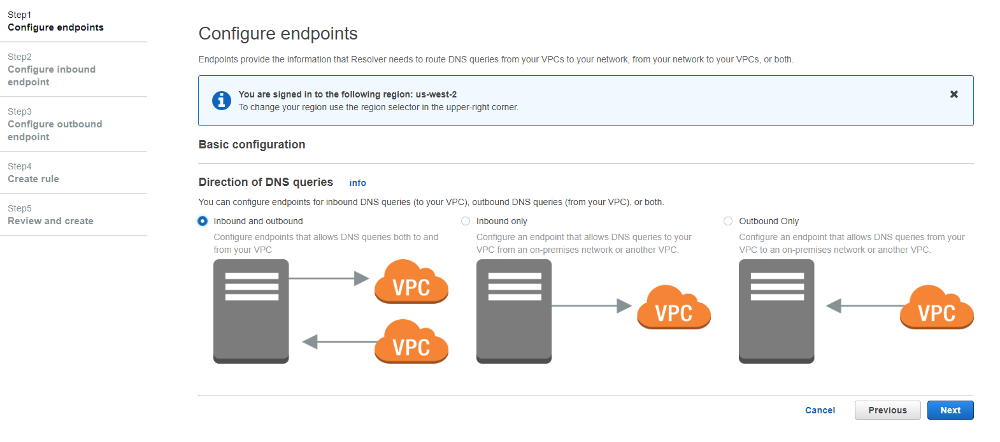 Step1
Configure endpoints
Step2
Configure inbound
endpoint
Step3
Configure outbound
endpoint
Step4
Create rule
Step5
Review and create
Configure endpoints
Endpoints provide the information that Resolver needs to route DNS queries from your VPCs to your network, from your network to your VPCs, or both.
You are signed in to the following region: us-west-2
To change your region use the region selector in the upper-right corner.
Basic configuration
Direction of DNS queries info
You can configure endpoints for inbound DNS queries (to your VPC), outbound DNS queries (from your VPC), or both.
Inbound and outbound
Configure endpoints that allows DNS queries both to and
from your VPC
VPC
VPC
Inbound only
Configure an endpoint that allows DNS queries to your
VPC from an on-premises network or another VPC.
VPC
Outbound Only
Configure an endpoint that allows DNS queries from your
VPC to an on-premises network or another VPC.
VPC
Cancel Previous Next